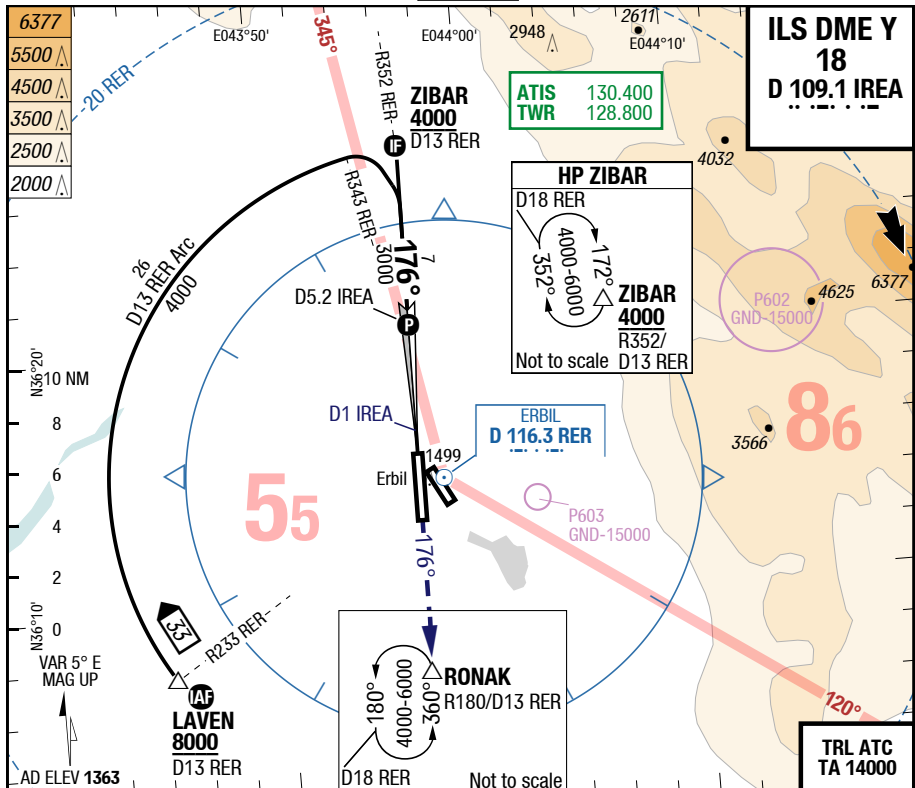 6377
5500
4500
3500
2500
2000
E043°50'
345°
R352 RER
E044°00'
2948
2611
E044°10'
ILS DME Y
18
D 109.1 IREA
20 RER
ZIBAR
4000
D13 RER
IF
ATIS 130.400
TWR 128.800
4032
HP ZIBAR
D18 RER
4000-6000
352°
172°
ZIBAR
4000
R352/
D13 RER
Not to scale
R343 RER
3000
7
176°
26
D13 RER Arc
4000
D5.2 IREA
P
6377
4625
P602
GND-15000
N36°20'
10 NM
8
6
4
2
0
D1 IREA
ERBIL
D 116.3 RER
3566
86
1499
Erbil
55
P603
GND-15000
176°
N36°10'
33
R233 RER
VAR 5° E
MAG UP
IAF
LAVEN
8000
D13 RER
180°
4000-6000
360°
RONAK
R180/D13 RER
D18 RER
Not to scale
120°
TRL ATC
TA 14000
AD ELEV 1363